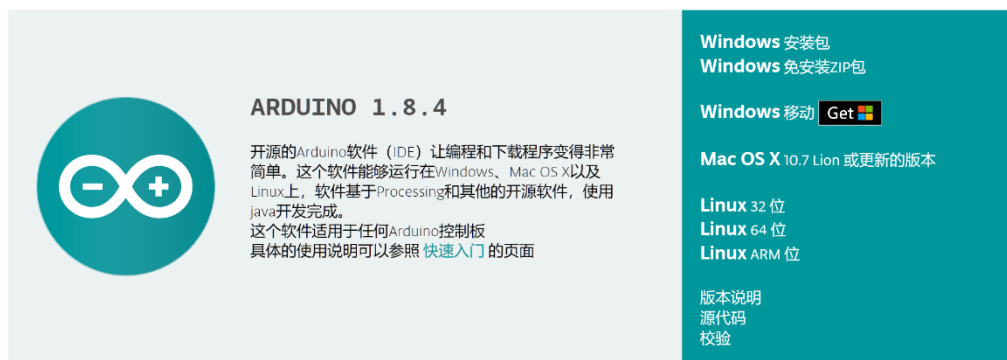 ARDUINO 1.8.4
开源的Arduino软件（IDE）让编程和下载程序变得非常
简单。这个软件能够运行在Windows、Mac OS X以及
Linux上，软件基于Processing和其他的开源软件，使用
java开发完成。
这个软件适用于任何Arduino控制板
具体的使用说明可以参照 快速入门 的页面
Windows 安装包
Windows 免安装ZIP包
Windows 移动 Get
Mac OS X 10.7 Lion 或更新的版本
Linux 32 位
Linux 64 位
Linux ARM 位
版本说明
源代码
校验